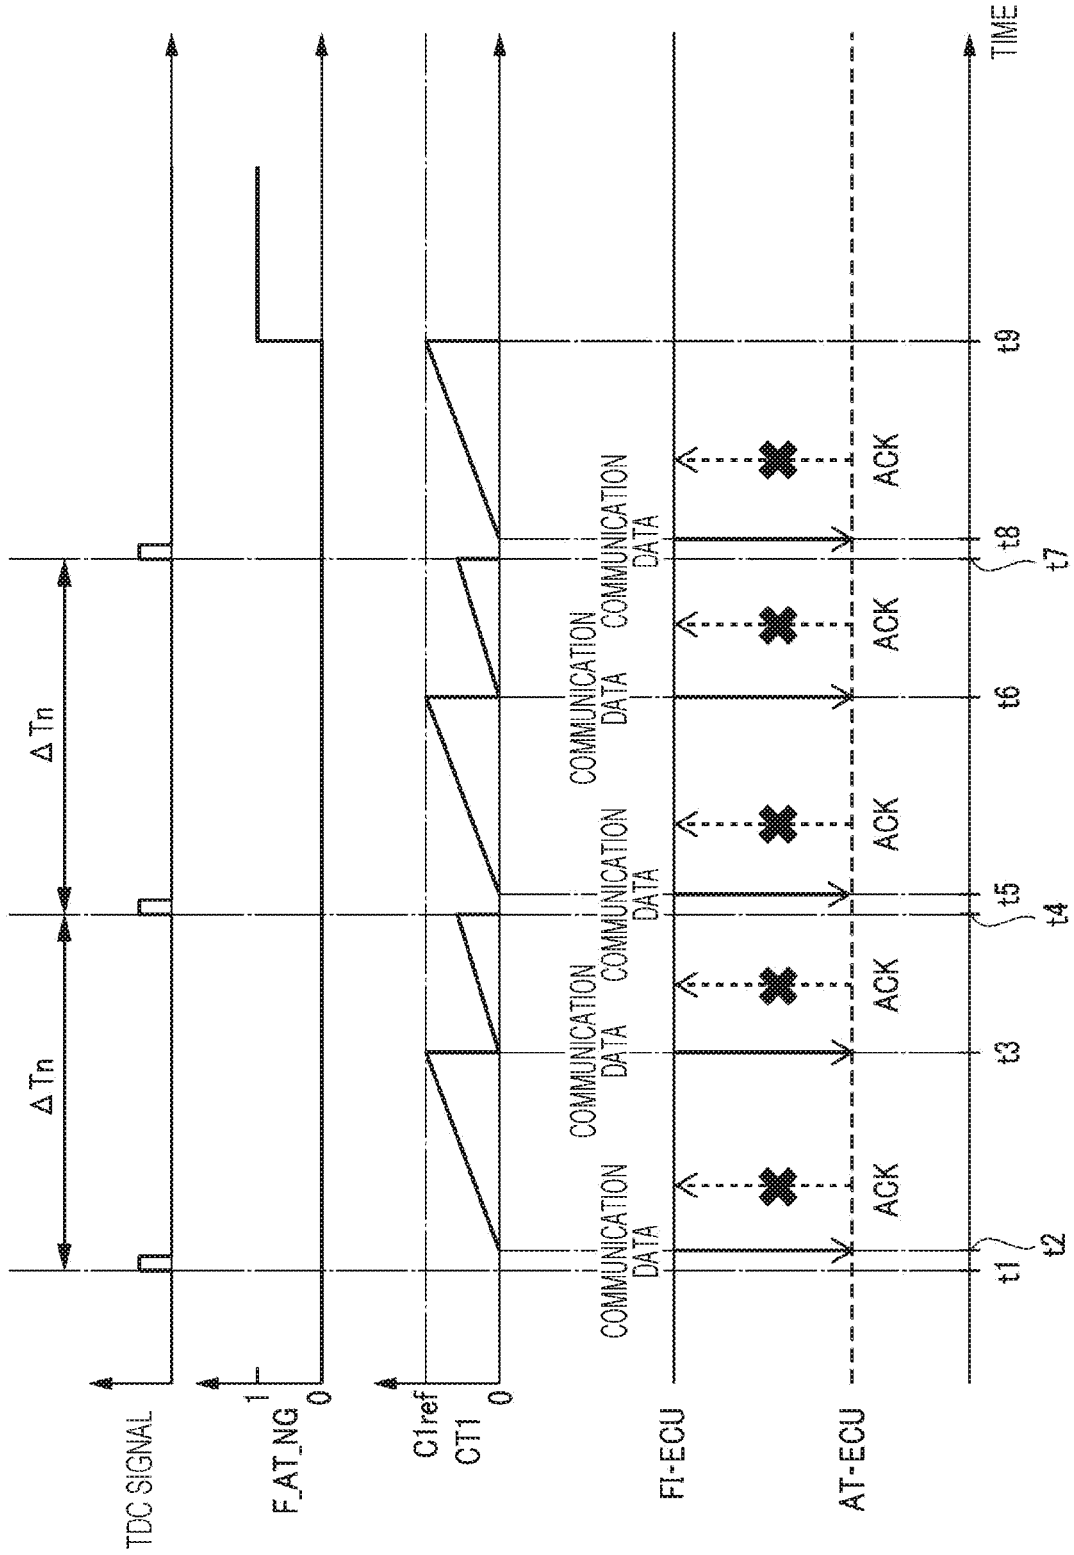 ΔTn
ΔTn
TDC SIGNAL
1
F_AT_NG
0
C1ref
CT1
0
COMMUNICATION
DATA
COMMUNICATION
DATA
COMMUNICATION
DATA
COMMUNICATION
DATA
COMMUNICATION
DATA
FI-ECU
AT-ECU
ACK
ACK
ACK
ACK
ACK
t1
t2
t3
t4
t5
t6
t7
t8
t9
TIME